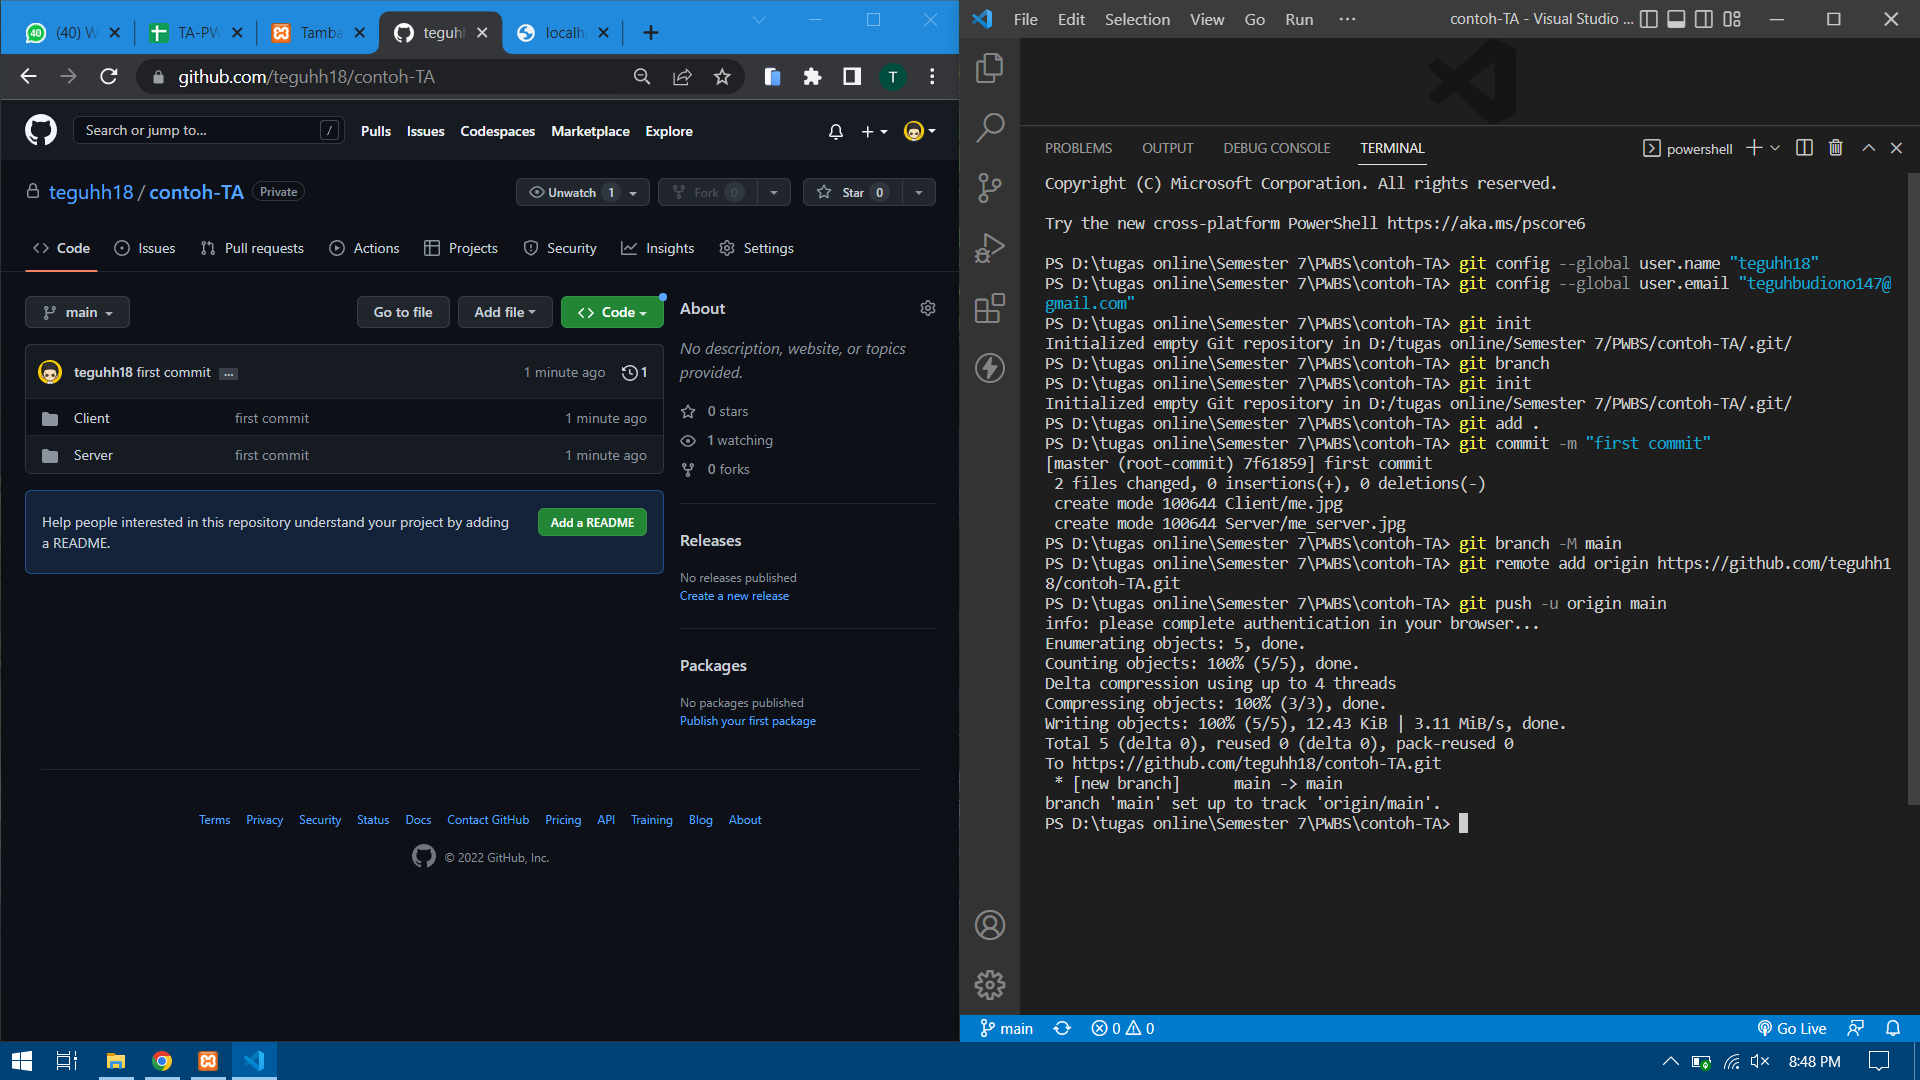 (40) W
TA-PW
Tamba
teguhh
localh
github.com/teguhh18/contoh-TA
T
Search or jump to...
/
Pulls
Issues
Codespaces
Marketplace
Explore
teguhh18 / contoh-TA
Private
Unwatch 1
Fork 0
Star 0
Code
Issues
Pull requests
Actions
Projects
Security
Insights
Settings
main
Go to file
Add file
Code
teguhh18 first commit ...
1 minute ago
1
Client first commit 1 minute ago
Server first commit 1 minute ago
Help people interested in this repository understand your project by adding
a README.
Add a README
About
No description, website, or topics
provided.
0 stars
1 watching
0 forks
Releases
No releases published
Create a new release
Packages
No packages published
Publish your first package
Terms Privacy Security Status Docs Contact GitHub Pricing API Training Blog About
© 2022 GitHub, Inc.
File Edit Selection View Go Run ···
contoh-TA - Visual Studio ...
PROBLEMS OUTPUT DEBUG CONSOLE TERMINAL
powershell
Copyright (C) Microsoft Corporation. All rights reserved.
Try the new cross-platform PowerShell https://aka.ms/pscore6
PS D:\tugas online\Semester 7\PWBS\contoh-TA> git config --global user.name "teguhh18"
PS D:\tugas online\Semester 7\PWBS\contoh-TA> git config --global user.email "teguhbudiono147@
gmail.com"
PS D:\tugas online\Semester 7\PWBS\contoh-TA> git init
Initialized empty Git repository in D:/tugas online/Semester 7/PWBS/contoh-TA/.git/
PS D:\tugas online\Semester 7\PWBS\contoh-TA> git branch
PS D:\tugas online\Semester 7\PWBS\contoh-TA> git init
Initialized empty Git repository in D:/tugas online/Semester 7/PWBS/contoh-TA/.git/
PS D:\tugas online\Semester 7\PWBS\contoh-TA> git add .
PS D:\tugas online\Semester 7\PWBS\contoh-TA> git commit -m "first commit"
[master (root-commit) 7f61859] first commit
2 files changed, 0 insertions(+), 0 deletions(-)
create mode 100644 Client/me.jpg
create mode 100644 Server/me_server.jpg
PS D:\tugas online\Semester 7\PWBS\contoh-TA> git branch -M main
PS D:\tugas online\Semester 7\PWBS\contoh-TA> git remote add origin https://github.com/teguhh1
8/contoh-TA.git
PS D:\tugas online\Semester 7\PWBS\contoh-TA> git push -u origin main
info: please complete authentication in your browser...
Enumerating objects: 5, done.
Counting objects: 100% (5/5), done.
Delta compression using up to 4 threads
Compressing objects: 100% (3/3), done.
Writing objects: 100% (5/5), 12.43 KiB | 3.11 MiB/s, done.
Total 5 (delta 0), reused 0 (delta 0), pack-reused 0
To https://github.com/teguhh18/contoh-TA.git
* [new branch]      main -> main
branch 'main' set up to track 'origin/main'.
PS D:\tugas online\Semester 7\PWBS\contoh-TA>
main
0 0
Go Live
8:48 PM